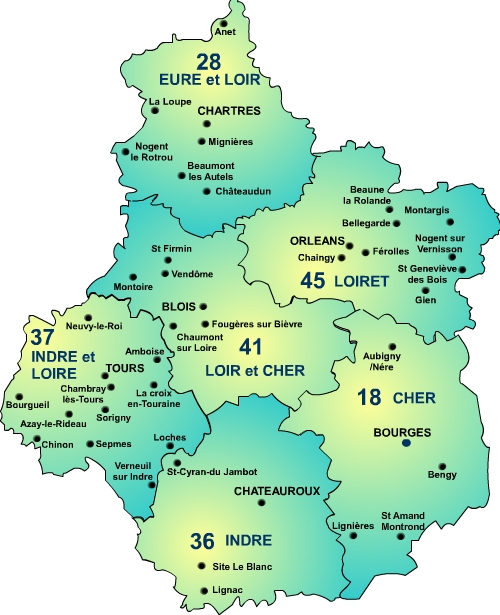 Anet
28
EURE et LOIR
La Loupe
CHARTRES
Mignières
Nogent
le Rotrou
Beaumont
les Autels
Châteaudun
Beaune
la Rolande
Montargis
Bellegarde
ORLEANS
Férolles
Nogent sur
Vernisson
Chaingy
St Geneviève
des Bois
45 LOIRET
Gien
St Firmin
Vendôme
Montoire
BLOIS
Fougères sur Bièvre
Chaumont
sur Loire
41
LOIR et CHER
37
INDRE et
LOIRE
Neuvy-le-Roi
Amboise
TOURS
Chambray
lès-Tours
La croix
en-Touraine
Bourgueil
Azay-le-Rideau
Sorigny
Chinon
Sepmes
Loches
Verneuil
sur Indre
Aubigny
/Nére
18 CHER
BOURGES
Bengy
St Amand
Montrond
Lignières
St-Cyran-du Jambot
CHATEAUROUX
36 INDRE
Site Le Blanc
Lignac